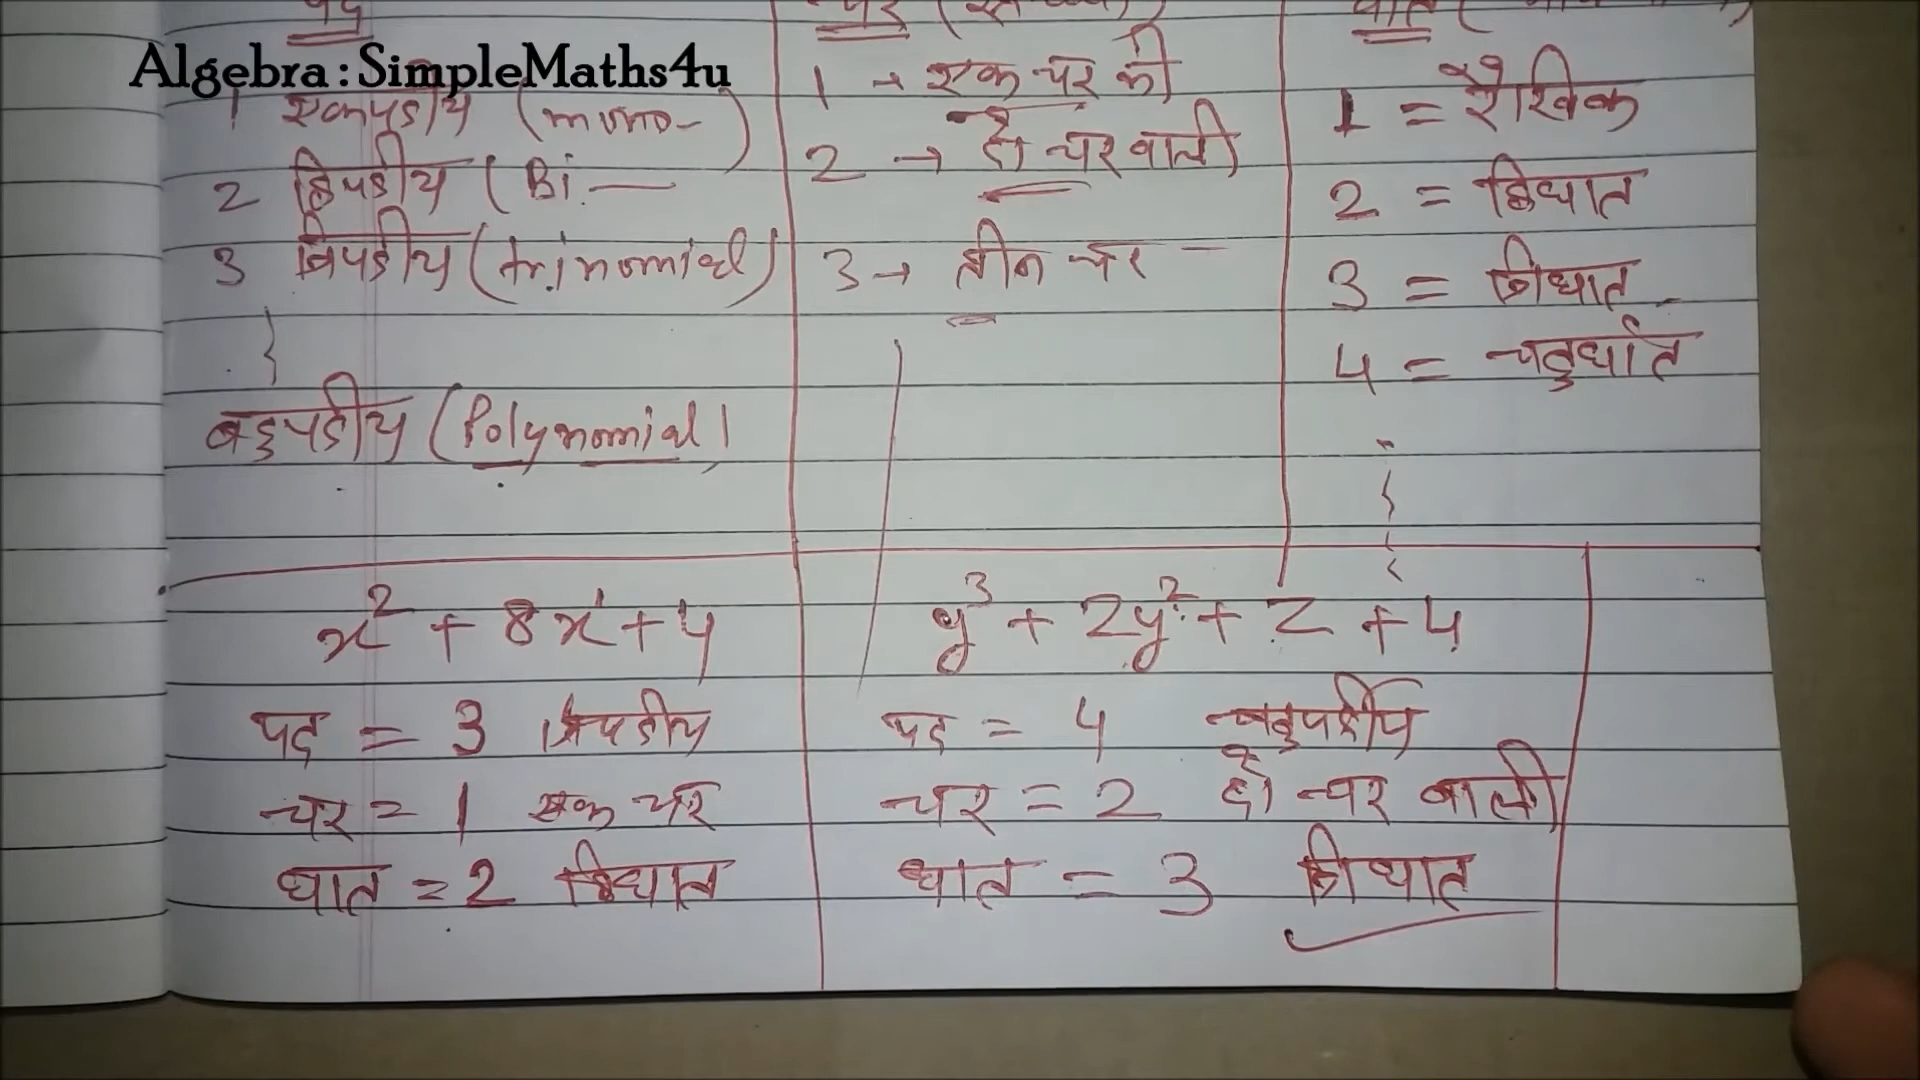 पद
Algebra : SimpleMaths4u
1 एकपदीय (mono-)
2 द्विपदीय (Bi —
3 त्रिपदीय (trinomial)
बहुपदीय (Polynomial)
1 → एक चर की
2 → दो चर वाली
3 → तीन चर —
1 = रैखिक
2 = द्विघात
3 = त्रिघात
4 = चतुर्घात
x² + 8x¹ + 4
पद = 3 त्रिपदीय
चर = 1 एक चर
घात = 2 द्विघात
y³ + 2y² + z + 4
पद = 4 चतुपदीय
चर = 2 दो चर वाली
घात = 3 त्रिघात